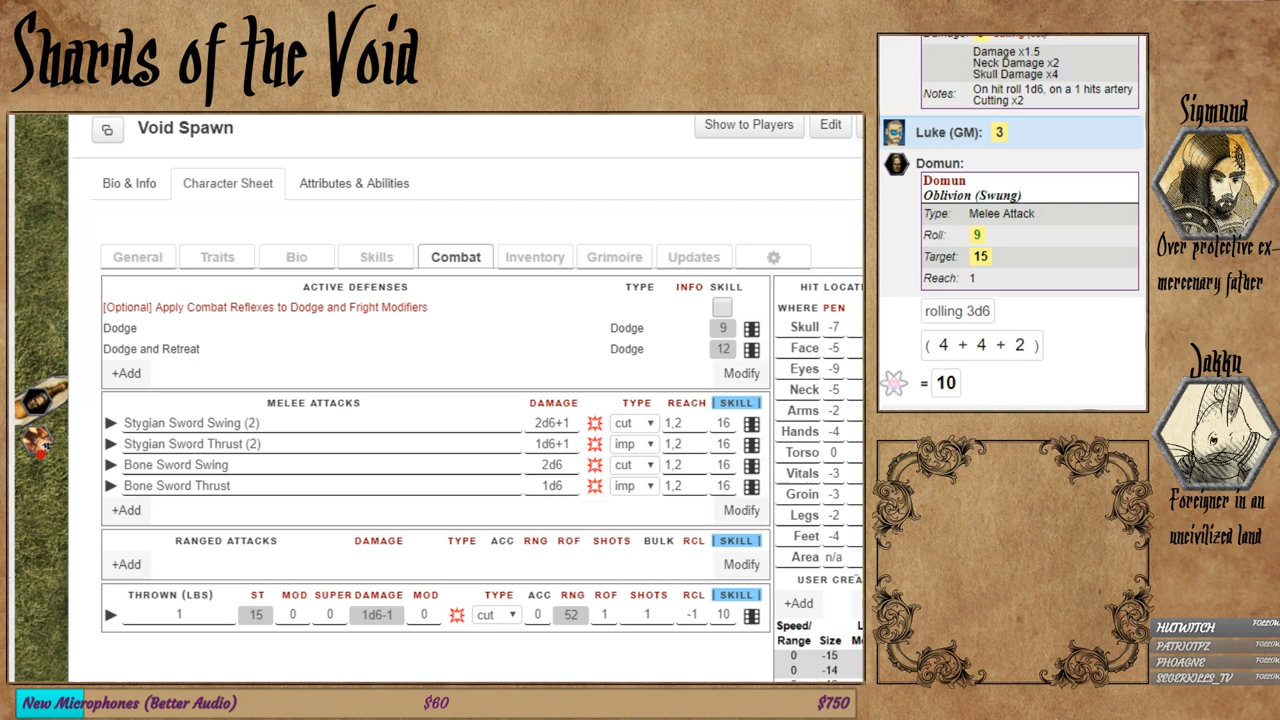 Shards of the Void
Void Spawn
Show to Players
Edit
Bio & Info
Character Sheet
Attributes & Abilities
General Traits Bio Skills Combat Inventory Grimoire Updates
ACTIVE DEFENSES TYPE INFO SKILL
[Optional] Apply Combat Reflexes to Dodge and Fright Modifiers
Dodge Dodge 9
Dodge and Retreat Dodge 12
+Add Modify
MELEE ATTACKS DAMAGE TYPE REACH SKILL
Stygian Sword Swing (2) 2d6+1 cut 1,2 16
Stygian Sword Thrust (2) 1d6+1 imp 1,2 16
Bone Sword Swing 2d6 cut 1,2 16
Bone Sword Thrust 1d6 imp 1,2 16
+Add Modify
RANGED ATTACKS DAMAGE TYPE ACC RNG ROF SHOTS BULK RCL SKILL
+Add Modify
THROWN (LBS) ST MOD SUPER DAMAGE MOD TYPE ACC RNG ROF SHOTS RCL SKILL
1 15 0 0 1d6-1 0 cut 0 52 1 1 -1 10
HIT LOCATI
WHERE PEN
Skull -7
Face -5
Eyes -9
Neck -5
Arms -2
Hands -4
Torso 0
Vitals -3
Groin -3
Legs -2
Feet -4
Area n/a
USER CREA
+Add
Speed/
Range Size
0 -15
0 -14
Damage x1.5
Neck Damage x2
Skull Damage x4
Notes: On hit roll 1d6, on a 1 hits artery
Cutting x2
Luke (GM): 3
Domun:
Domun
Oblivion (Swung)
Type: Melee Attack
Roll: 9
Target: 15
Reach: 1
rolling 3d6
( 4 + 4 + 2 )
= 10
Sigmund
Over protective ex-
mercenary father
Jakku
Foreigner in an
uncivilized land
HUTWITCH FOLLOW
PATRIOTPZ FOLLOW
PHOAGNE FOLLOW
SEGERKILLS_TV FOLLOW
New Microphones (Better Audio) $60 $750